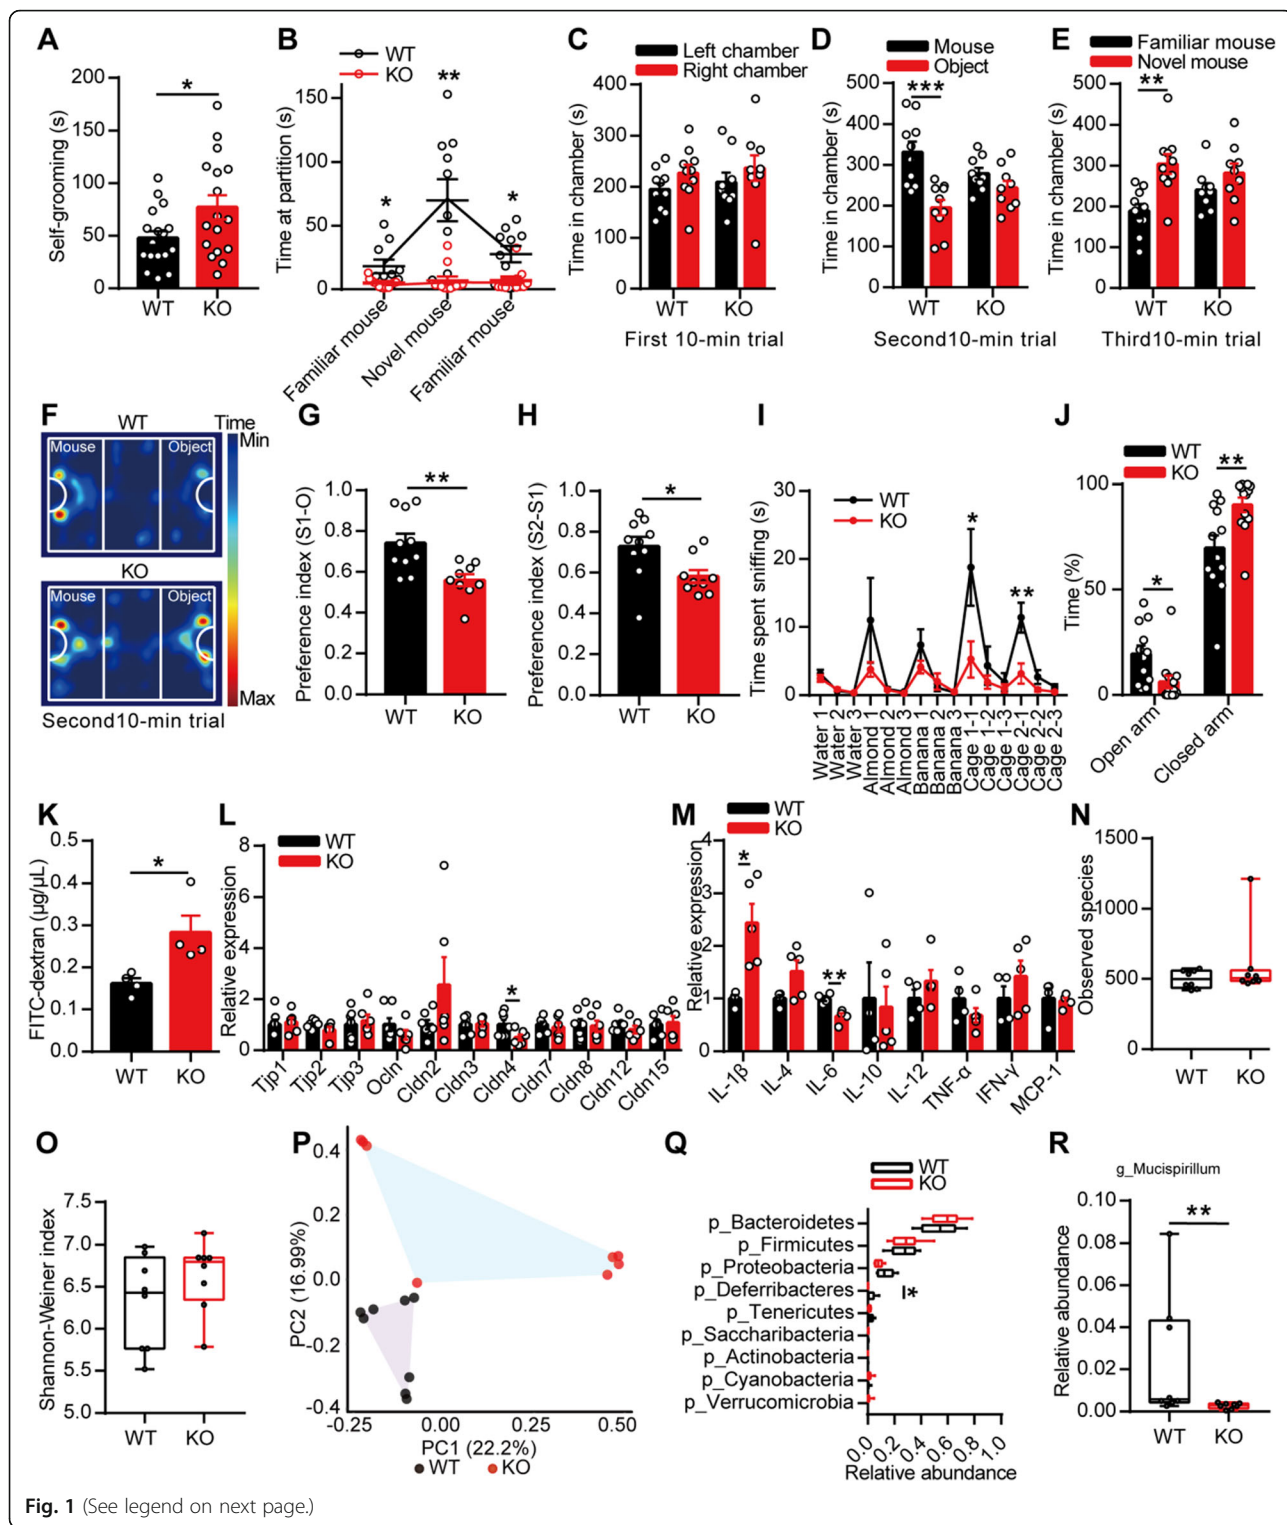 A
Self-grooming (s)
200
150
100
50
0
*
WT
KO
B
WT
KO
Time at partition (s)
150
100
50
0
*
**
*
Familiar mouse
Novel mouse
Familiar mouse
C
Left chamber
Right chamber
Time in chamber (s)
400
300
200
100
0
WT
KO
First 10-min trial
D
Mouse
Object
Time in chamber (s)
500
400
300
200
100
0
***
WT
KO
Second10-min trial
E
Familiar mouse
Novel mouse
Time in chamber (s)
500
400
300
200
100
0
**
WT
KO
Third10-min trial
F
WT
Time
Min
Mouse
Object
KO
Mouse
Object
Max
Second10-min trial
G
Preference index (S1-O)
1.0
0.8
0.6
0.4
0.2
0.0
**
WT
KO
H
Preference index (S2-S1)
1.0
0.8
0.6
0.4
0.2
0.0
*
WT
KO
I
WT
KO
Time spent sniffing (s)
30
20
10
0
*
**
Water 1
Water 2
Water 3
Almond 1
Almond 2
Almond 3
Banana 1
Banana 2
Banana 3
Cage 1-1
Cage 1-2
Cage 1-3
Cage 2-1
Cage 2-2
Cage 2-3
J
WT
KO
Time (%)
100
50
0
*
**
Open arm
Closed arm
K
FITC-dextran (μg/μL)
0.5
0.4
0.3
0.2
0.1
0.0
*
WT
KO
L
WT
KO
Relative expression
8
6
4
2
0
*
Tjp1
Tjp2
Tjp3
Ocln
Cldn2
Cldn3
Cldn4
Cldn7
Cldn8
Cldn12
Cldn15
M
WT
KO
Relative expression
4
3
2
1
0
*
**
IL-1β
IL-4
IL-6
IL-10
IL-12
TNF-α
IFN-γ
MCP-1
N
Observed species
1500
1000
500
0
WT
KO
O
Shannon-Weiner index
7.5
7.0
6.5
6.0
5.5
5.0
WT
KO
P
PC2 (16.99%)
0.4
0.2
0.0
-0.2
-0.4
-0.25
0.00
0.25
0.50
PC1 (22.2%)
WT
KO
Q
WT
KO
p_Bacteroidetes
p_Firmicutes
p_Proteobacteria
p_Deferribacteres
*
p_Tenericutes
p_Saccharibacteria
p_Actinobacteria
p_Cyanobacteria
p_Verrucomicrobia
0.0
0.2
0.4
0.6
0.8
1.0
Relative abundance
R
g_Mucispirillum
Relative abundance
0.10
0.08
0.06
0.04
0.02
0.00
**
WT
KO
Fig. 1 (See legend on next page.)